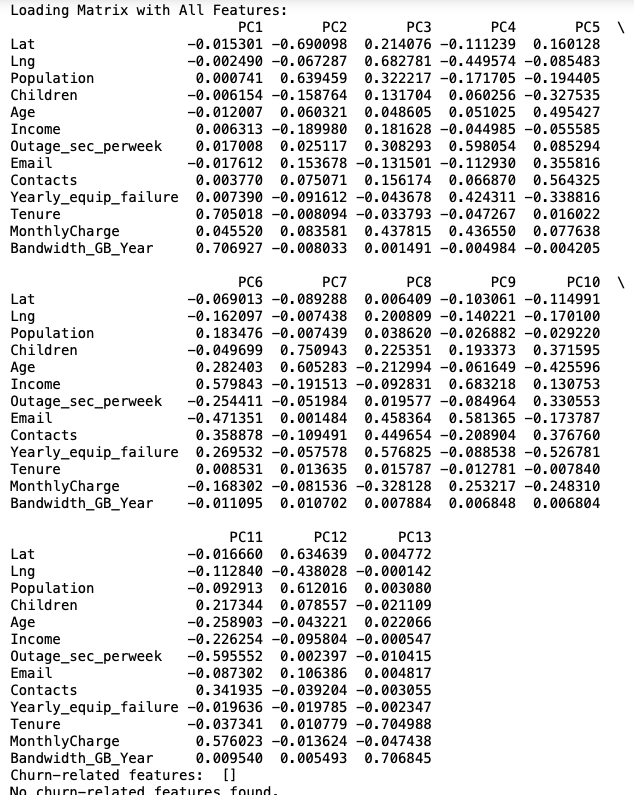 Loading Matrix with All Features:
PC1 PC2 PC3 PC4 PC5 \
Lat -0.015301 -0.690098 0.214076 -0.111239 0.160128
Lng -0.002490 -0.067287 0.682781 -0.449574 -0.085483
Population 0.000741 0.639459 0.322217 -0.171705 -0.194405
Children -0.006154 -0.158764 0.131704 0.060256 -0.327535
Age -0.012007 0.060321 0.048605 0.051025 0.495427
Income 0.006313 -0.189980 0.181628 -0.044985 -0.055585
Outage_sec_perweek 0.017008 0.025117 0.308293 0.598054 0.085294
Email -0.017612 0.153678 -0.131501 -0.112930 0.355816
Contacts 0.003770 0.075071 0.156174 0.066870 0.564325
Yearly_equip_failure 0.007390 -0.091612 -0.043678 0.424311 -0.338816
Tenure 0.705018 -0.008094 -0.033793 -0.047267 0.016022
MonthlyCharge 0.045520 0.083581 0.437815 0.436550 0.077638
Bandwidth_GB_Year 0.706927 -0.008033 0.001491 -0.004984 -0.004205
PC6 PC7 PC8 PC9 PC10 \
Lat -0.069013 -0.089288 0.006409 -0.103061 -0.114991
Lng -0.162097 -0.007438 0.200809 -0.140221 -0.170100
Population 0.183476 -0.007439 0.038620 -0.026882 -0.029220
Children -0.049699 0.750943 0.225351 0.193373 0.371595
Age 0.282403 0.605283 -0.212994 -0.061649 -0.425596
Income 0.579843 -0.191513 -0.092831 0.683218 0.130753
Outage_sec_perweek -0.254411 -0.051984 0.019577 -0.084964 0.330553
Email -0.471351 0.001484 0.458364 0.581365 -0.173787
Contacts 0.358878 -0.109491 0.449654 -0.208904 0.376760
Yearly_equip_failure 0.269532 -0.057578 0.576825 -0.088538 -0.526781
Tenure 0.008531 0.013635 0.015787 -0.012781 -0.007840
MonthlyCharge -0.168302 -0.081536 -0.328128 0.253217 -0.248310
Bandwidth_GB_Year -0.011095 0.010702 0.007884 0.006848 0.006804
PC11 PC12 PC13
Lat -0.016660 0.634639 0.004772
Lng -0.112840 -0.438028 -0.000142
Population -0.092913 0.612016 0.003080
Children 0.217344 0.078557 -0.021109
Age -0.258903 -0.043221 0.022066
Income -0.226254 -0.095804 -0.000547
Outage_sec_perweek -0.595552 0.002397 -0.010415
Email -0.087302 0.106386 0.004817
Contacts 0.341935 -0.039204 -0.003055
Yearly_equip_failure -0.019636 -0.019785 -0.002347
Tenure -0.037341 0.010779 -0.704988
MonthlyCharge 0.576023 -0.013624 -0.047438
Bandwidth_GB_Year 0.009540 0.005493 0.706845
Churn-related features: []
No churn-related features found.